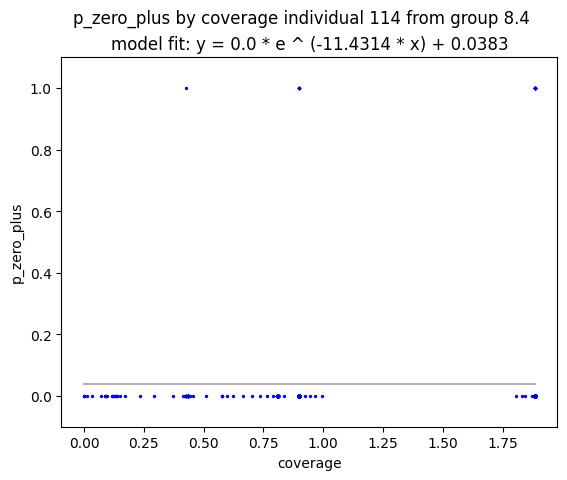 p_zero_plus by coverage individual 114 from group 8.4
model fit: y = 0.0 * e ^ (-11.4314 * x) + 0.0383
1.0
0.8
0.6
0.4
0.2
0.0
p_zero_plus
0.00 0.25 0.50 0.75 1.00 1.25 1.50 1.75
coverage